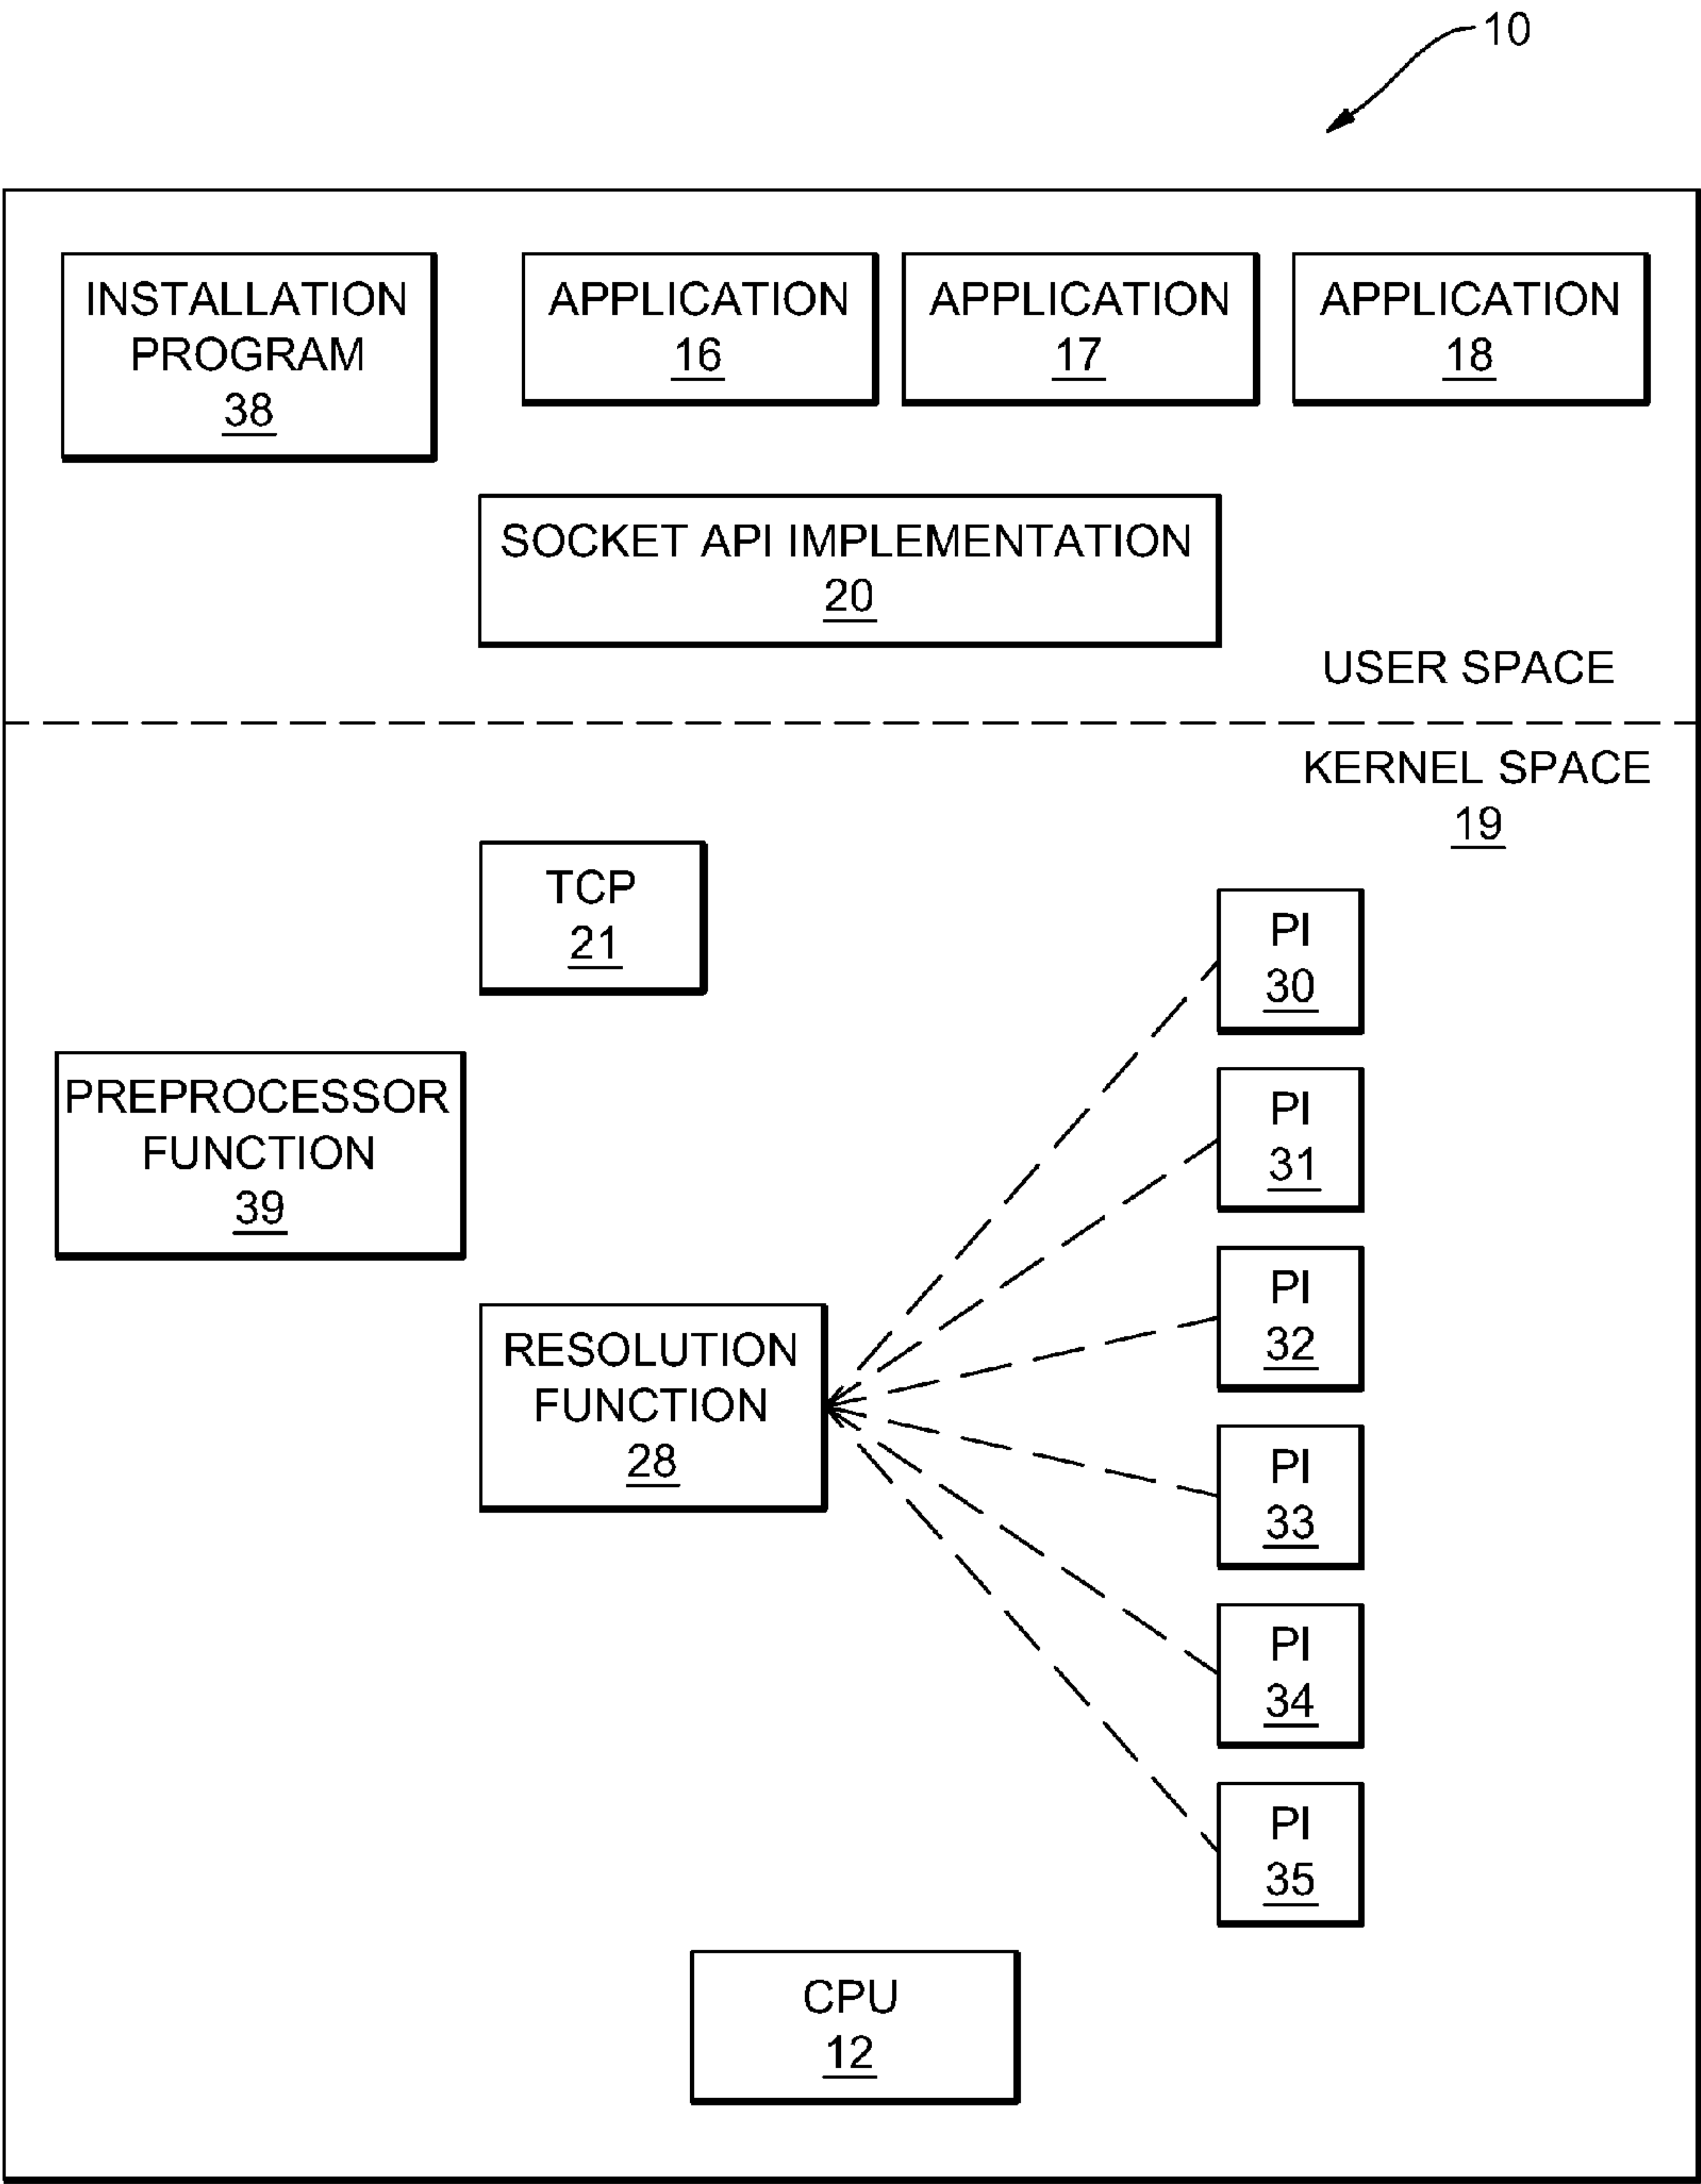 10
INSTALLATION
PROGRAM
38
APPLICATION
16
APPLICATION
17
APPLICATION
18
SOCKET API IMPLEMENTATION
20
USER SPACE
KERNEL SPACE
19
TCP
21
PI
30
PREPROCESSOR
FUNCTION
39
PI
31
PI
32
RESOLUTION
FUNCTION
28
PI
33
PI
34
PI
35
CPU
12